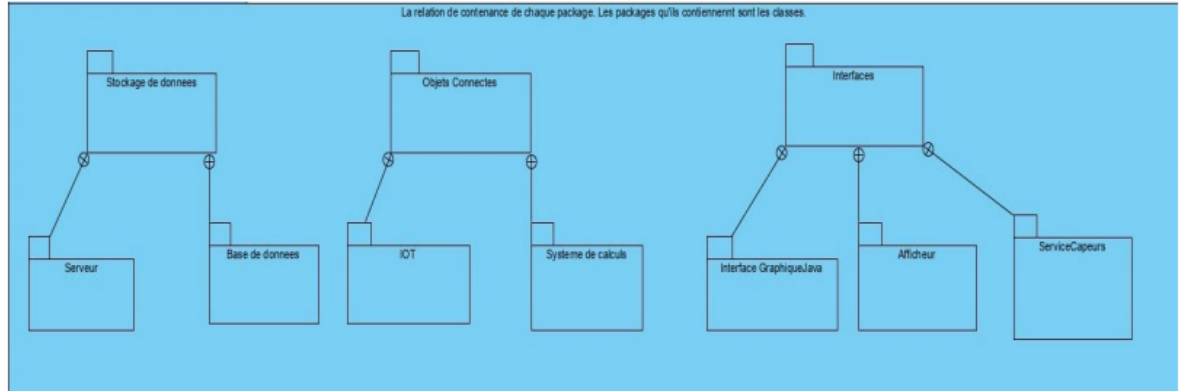 La relation de contenance de chaque package. Les packages qu'ils contiennennt sont les classes.
Stockage de donnees
Objets Connectes
Interfaces
Serveur
Base de donnees
IOT
Systeme de calculs
Interface GraphiqueJava
Afficheur
ServiceCapeurs